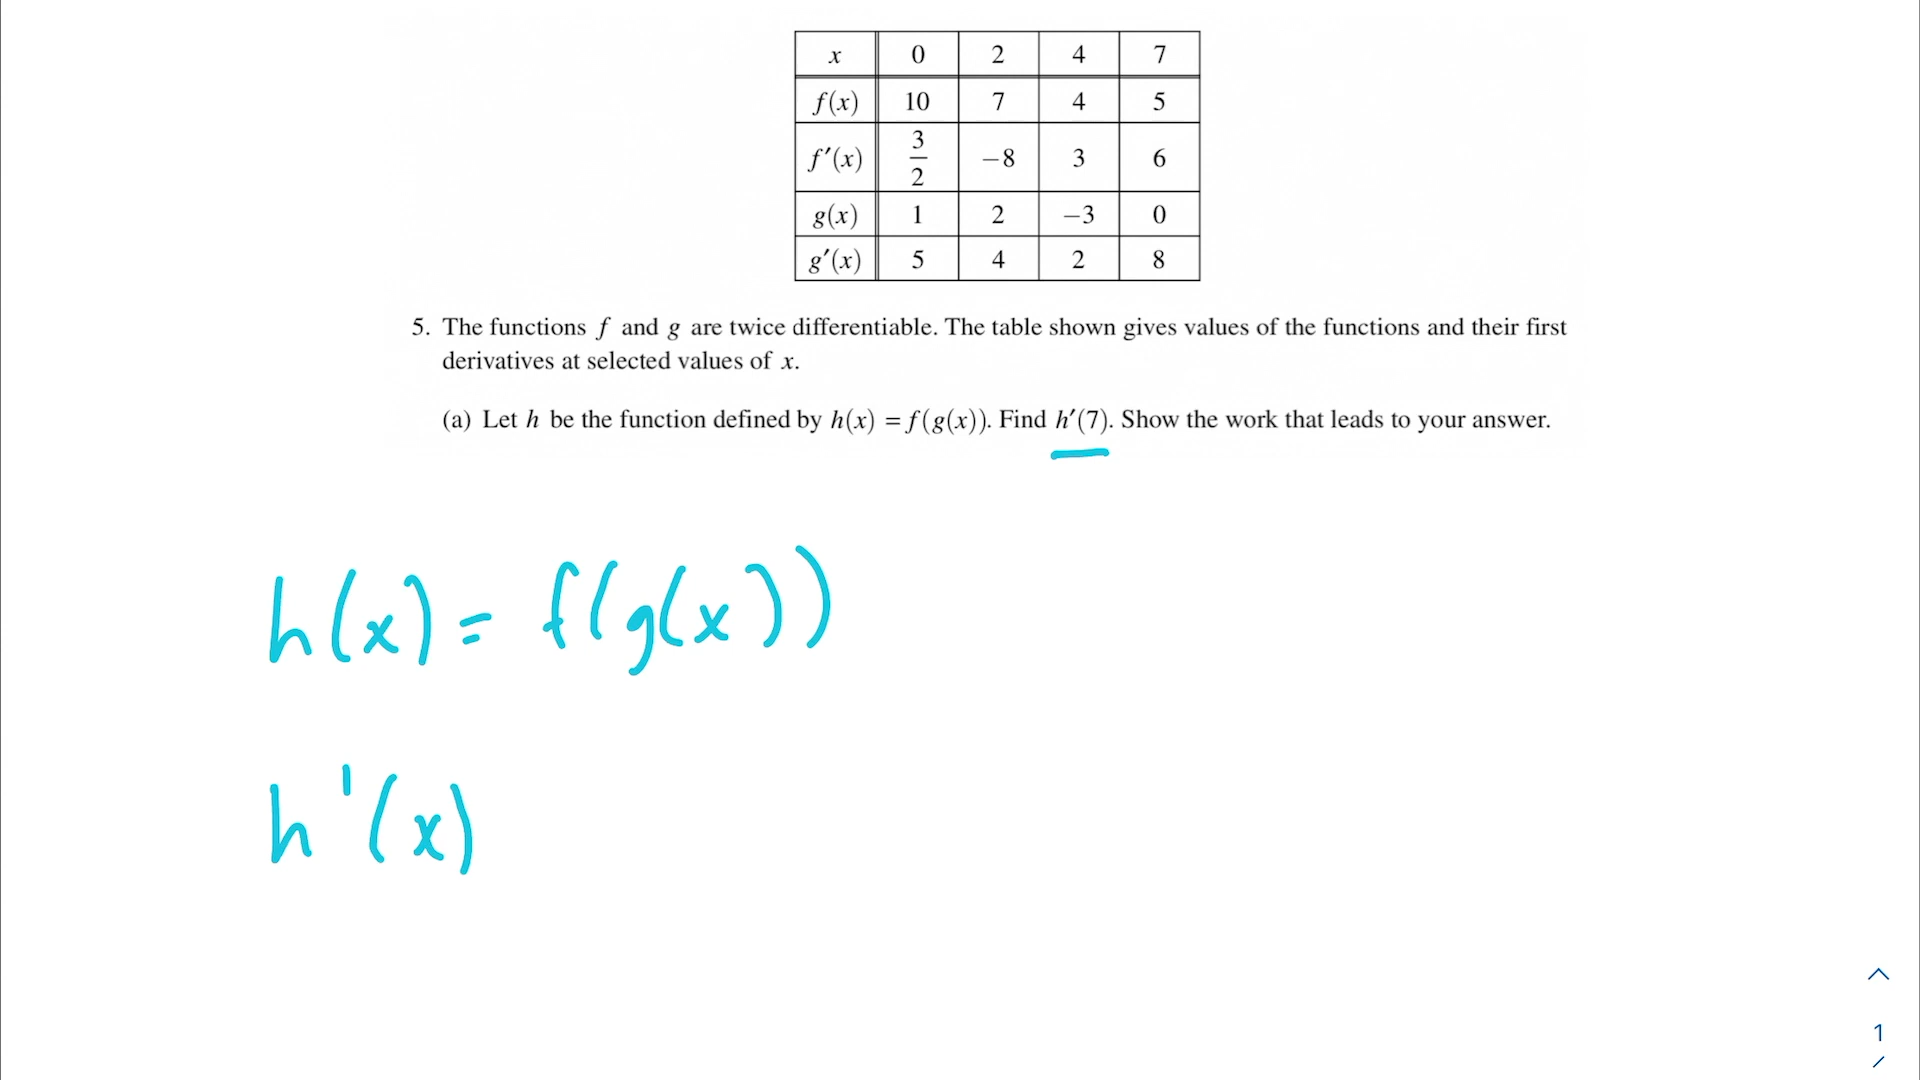 x 0 2 4 7
f(x) 10 7 4 5
f′(x) 3/2 −8 3 6
g(x) 1 2 −3 0
g′(x) 5 4 2 8
5. The functions f and g are twice differentiable. The table shown gives values of the functions and their first
derivatives at selected values of x.
(a) Let h be the function defined by h(x) = f(g(x)). Find h′(7). Show the work that leads to your answer.
h(x) = f(g(x))
h'(x)
1